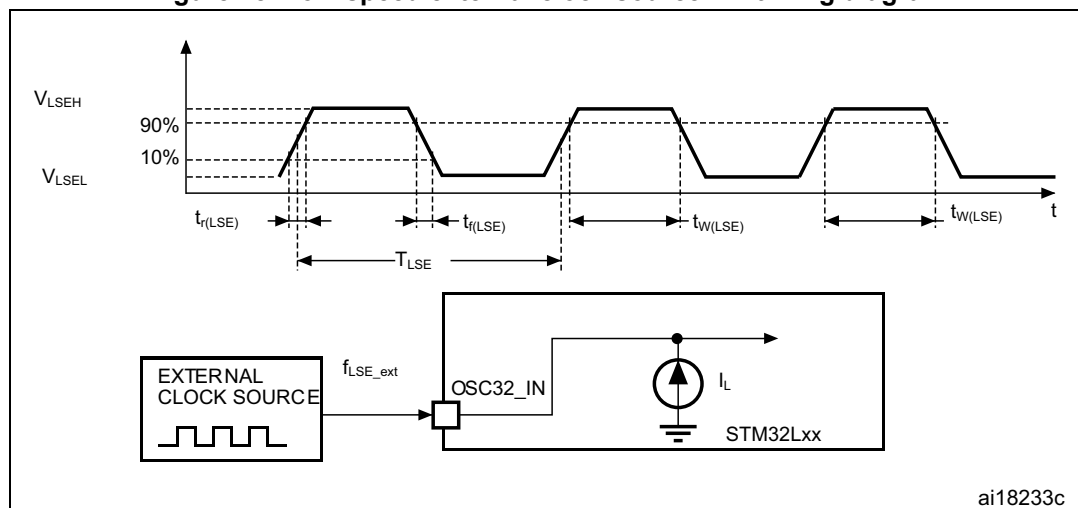 V_LSEH
90%
10%
V_LSEL
t_r(LSE)
t_f(LSE)
t_W(LSE)
t_W(LSE)
t
T_LSE
EXTERNAL
CLOCK SOURCE
f_LSE_ext
OSC32_IN
I_L
STM32Lxx
ai18233c